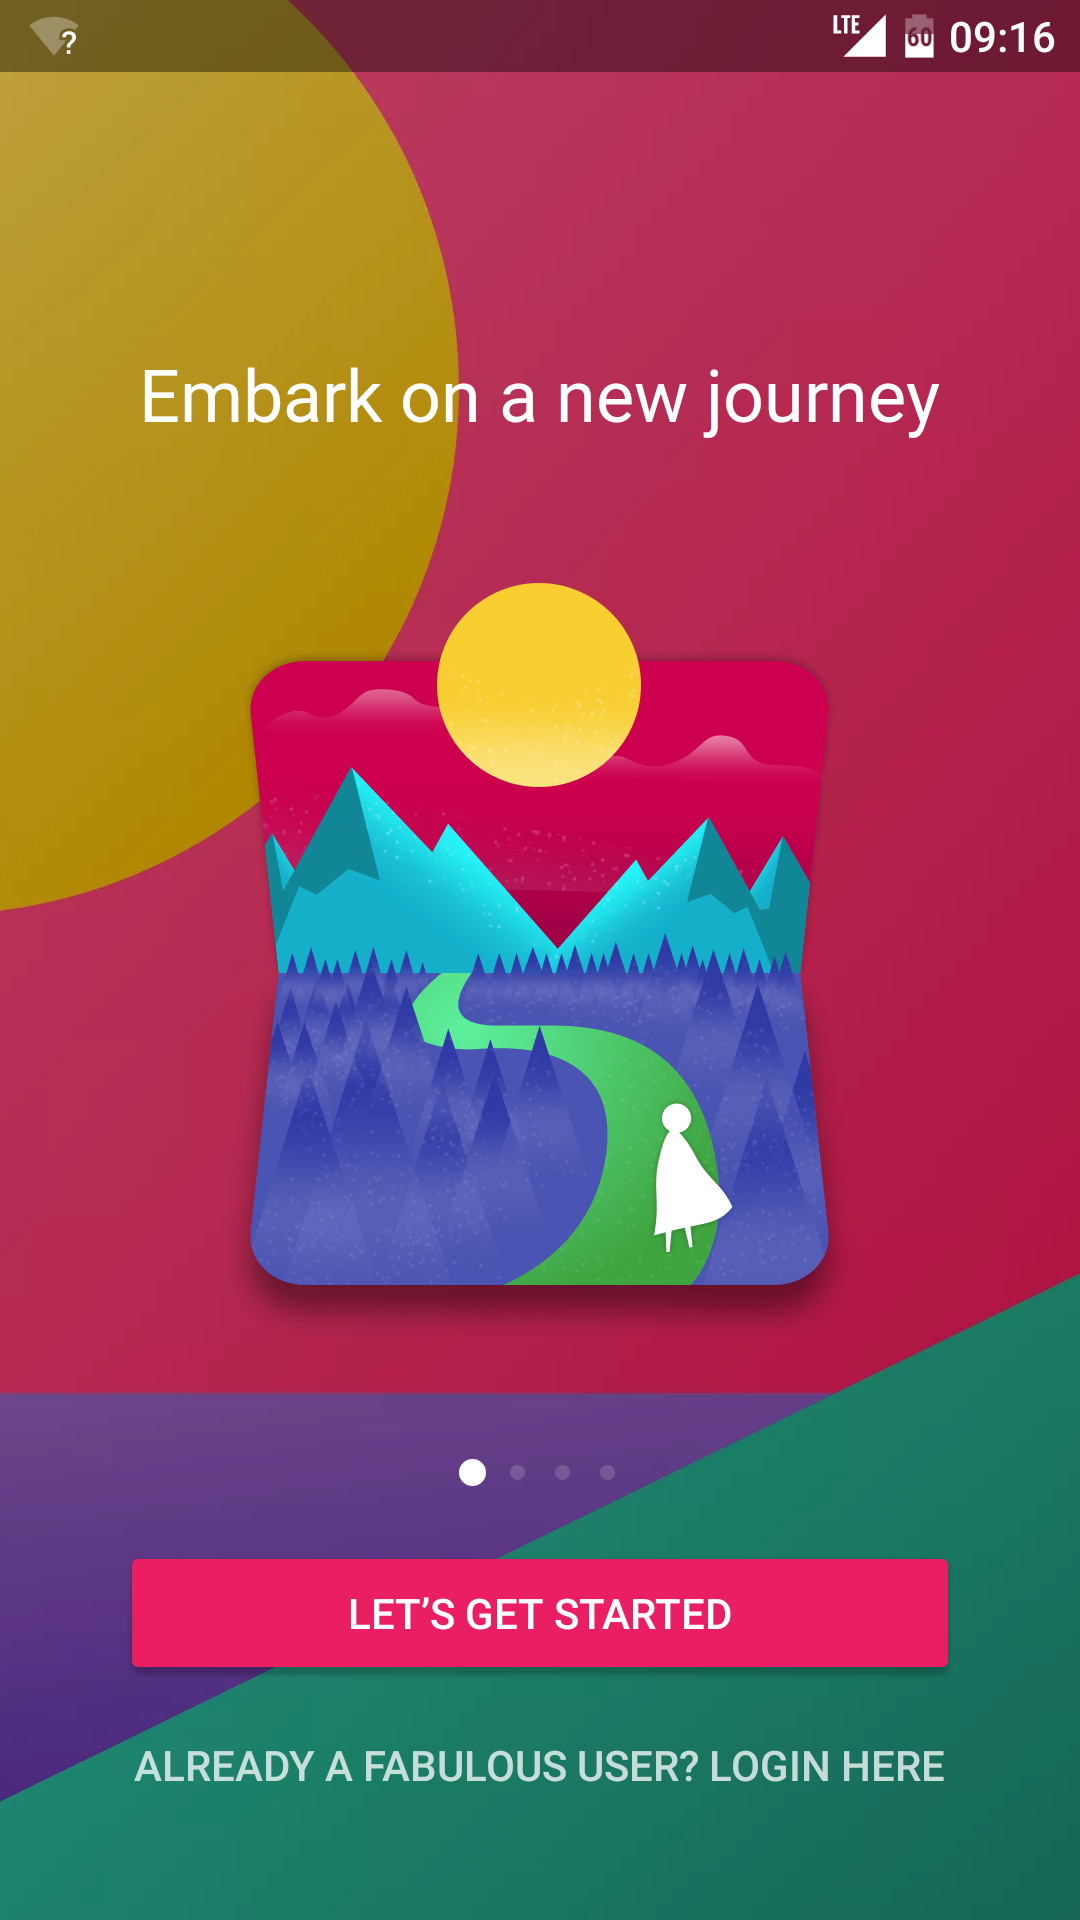 ?
LTE
60
09:16
Embark on a new journey
LET’S GET STARTED
ALREADY A FABULOUS USER? LOGIN HERE